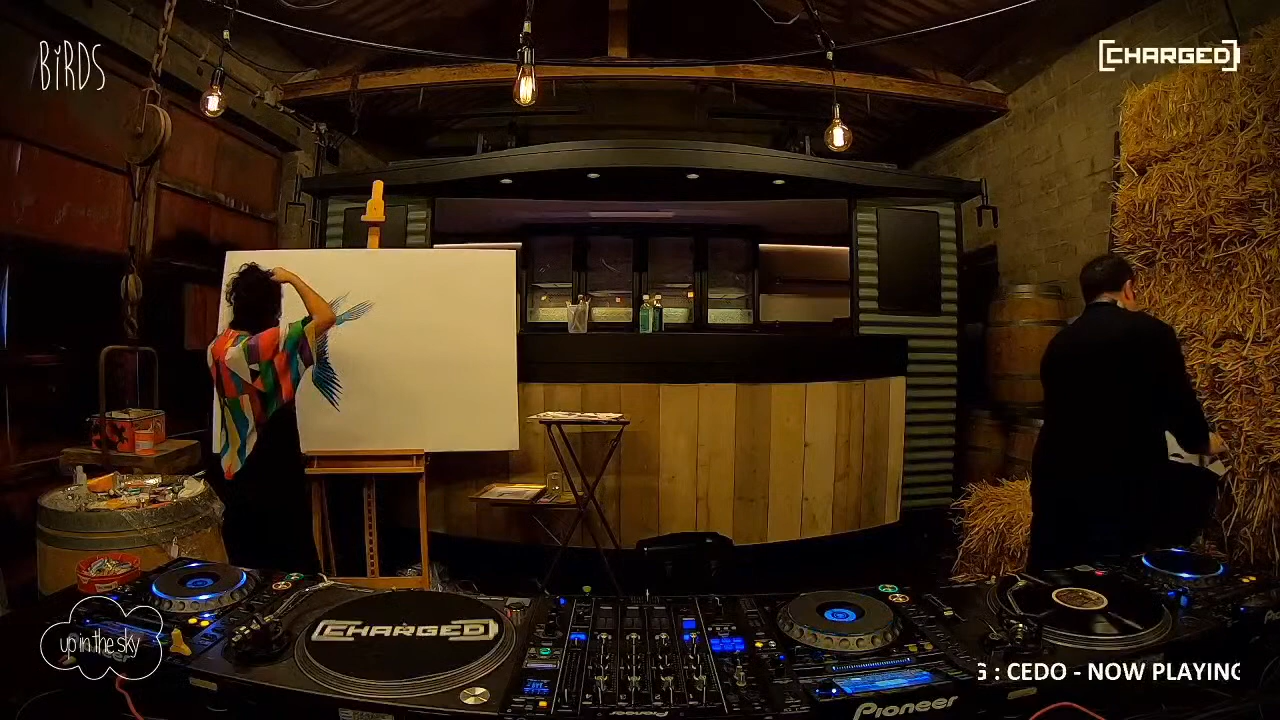 BiRDS
[CHARGED]
CHARGED
up in the sky
G : CEDO - NOW PLAYING
Pioneer